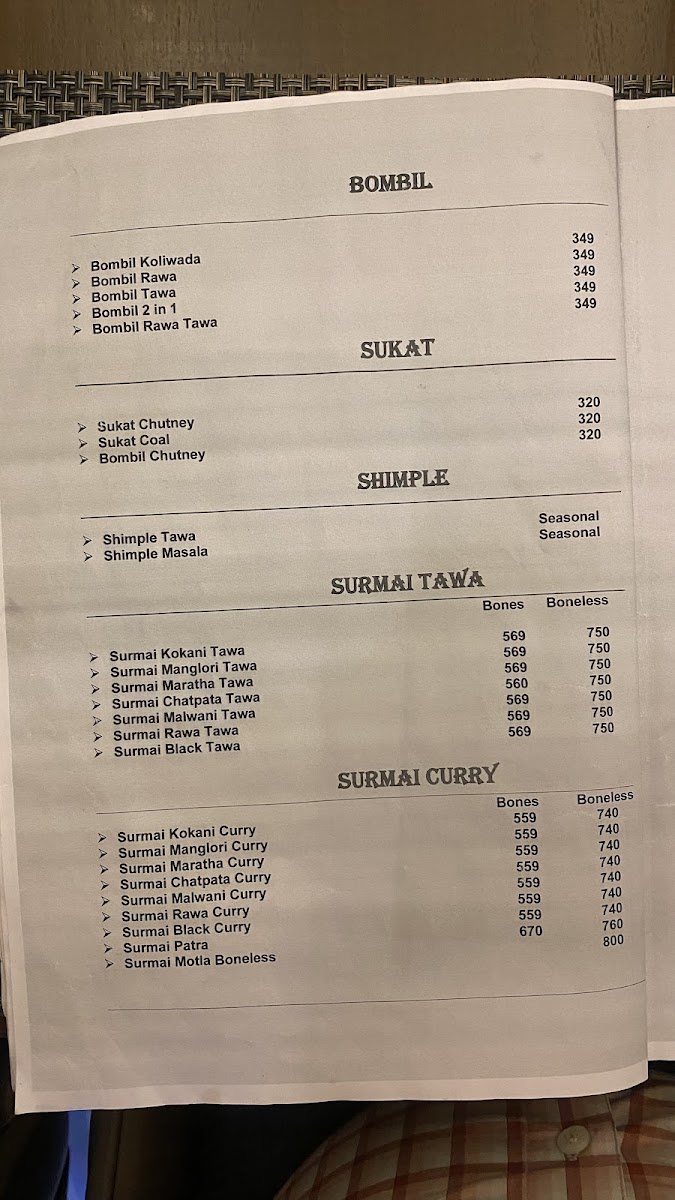 BOMBIL
➢ Bombil Koliwada 349
➢ Bombil Rawa 349
➢ Bombil Tawa 349
➢ Bombil 2 in 1 349
➢ Bombil Rawa Tawa 349
SUKAT
➢ Sukat Chutney 320
➢ Sukat Coal 320
➢ Bombil Chutney 320
SHIMPLE
➢ Shimple Tawa Seasonal
➢ Shimple Masala Seasonal
SURMAI TAWA
Bones Boneless
➢ Surmai Kokani Tawa 569 750
➢ Surmai Manglori Tawa 569 750
➢ Surmai Maratha Tawa 569 750
➢ Surmai Chatpata Tawa 560 750
➢ Surmai Malwani Tawa 569 750
➢ Surmai Rawa Tawa 569 750
➢ Surmai Black Tawa 569 750
SURMAI CURRY
Bones Boneless
➢ Surmai Kokani Curry 559 740
➢ Surmai Manglori Curry 559 740
➢ Surmai Maratha Curry 559 740
➢ Surmai Chatpata Curry 559 740
➢ Surmai Malwani Curry 559 740
➢ Surmai Rawa Curry 559 740
➢ Surmai Black Curry 559 740
➢ Surmai Patra 670 760
➢ Surmai Motla Boneless 800